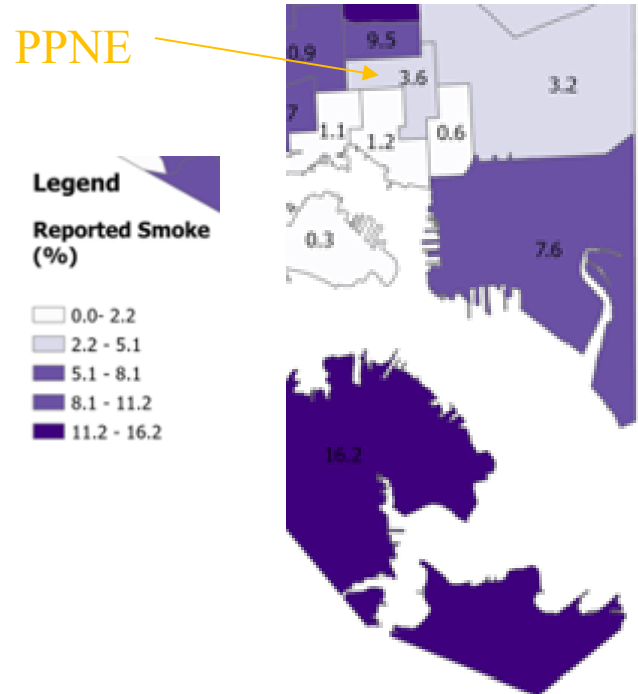 PPNE
0.9
9.5
3.6
3.2
7
1.1
1.2
0.6
Legend
Reported Smoke
(%)
0.3
7.6
0.0- 2.2
2.2 - 5.1
5.1 - 8.1
8.1 - 11.2
11.2 - 16.2
16.2